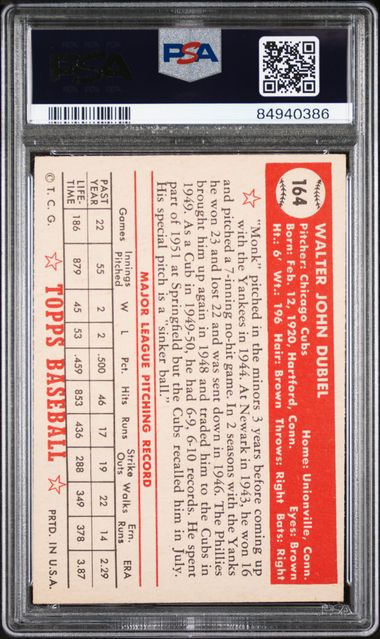 PSA
PSA
84940386
164
WALTER JOHN DUBIEL
Pitcher: Chicago Cubs Home: Unionville, Conn.
Born: Feb. 12, 1920, Hartford, Conn. Eyes: Brown
Ht.: 6' Wt.: 196 Hair: Brown Throws: Right Bats: Right
"Monk" pitched in the minors 3 years before coming up
with the Yankees in 1944. At Newark in 1943, he won 16
and pitched a 7-inning no-hit game. In 2 seasons with the Yanks
he won 23 and lost 22 and was sent down in 1946. The Phillies
brought him up again in 1948 and traded him to the Cubs in
1949. As a Cub in 1949-50, he had 6-9, 6-10 records. He spent
part of 1951 at Springfield but the Cubs recalled him in July.
His special pitch is a "sinker ball."
MAJOR LEAGUE PITCHING RECORD
Games Innings Pitched W L Pct. Hits Runs Strike Outs Walks Ern. Runs ERA
PAST YEAR 22 55 2 2 .500 46 17 19 22 14 2.29
LIFE-TIME 186 879 45 53 .459 853 436 288 349 378 3.87
© T. C. G. TOPPS BASEBALL PRTD. IN U.S.A.
PSA